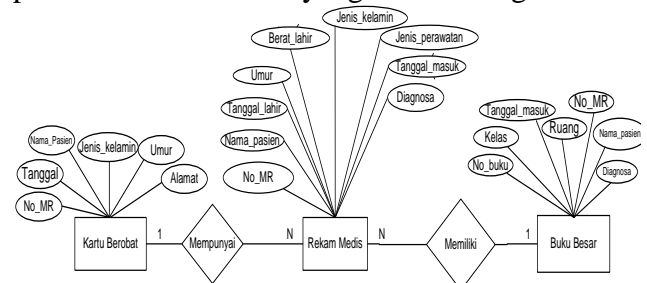 Jenis_kelamin
Berat_lahir
Jenis_perawatan
Umur
Tanggal_masuk
Tanggal_lahir
Diagnosa
Nama_pasien
No_MR
Nama_Pasien
Jenis_kelamin
Umur
Tanggal
Alamat
No_MR
Tanggal_masuk
No_MR
Kelas
Ruang
Nama_pasien
No_buku
Diagnosa
Kartu Berobat
1
Mempunyai
N
Rekam Medis
N
Memiliki
1
Buku Besar